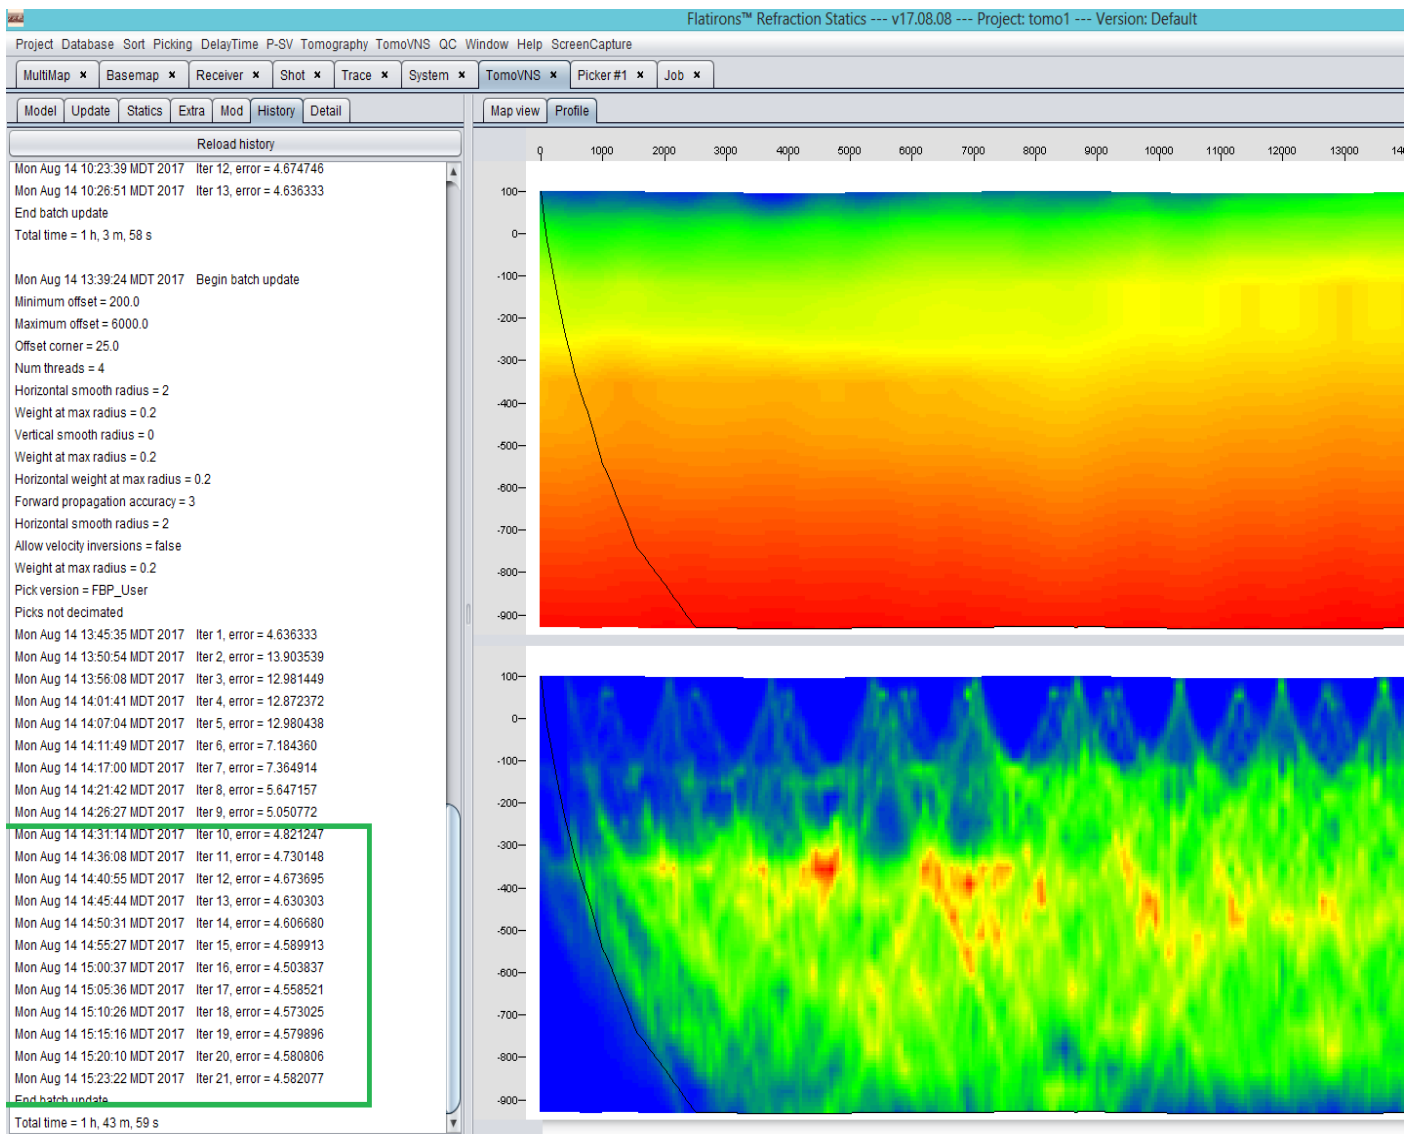 Flatirons™ Refraction Statics --- v17.08.08 --- Project: tomo1 --- Version: Default
Project Database Sort Picking DelayTime P-SV Tomography TomoVNS QC Window Help ScreenCapture
MultiMap × Basemap × Receiver × Shot × Trace × System × TomoVNS × Picker #1 × Job ×
Model Update Statics Extra Mod History Detail
Reload history
Mon Aug 14 10:23:39 MDT 2017 Iter 12, error = 4.674746
Mon Aug 14 10:26:51 MDT 2017 Iter 13, error = 4.636333
End batch update
Total time = 1 h, 3 m, 58 s
Mon Aug 14 13:39:24 MDT 2017 Begin batch update
Minimum offset = 200.0
Maximum offset = 6000.0
Offset corner = 25.0
Num threads = 4
Horizontal smooth radius = 2
Weight at max radius = 0.2
Vertical smooth radius = 0
Weight at max radius = 0.2
Horizontal weight at max radius = 0.2
Forward propagation accuracy = 3
Horizontal smooth radius = 2
Allow velocity inversions = false
Weight at max radius = 0.2
Pick version = FBP_User
Picks not decimated
Mon Aug 14 13:45:35 MDT 2017 Iter 1, error = 4.636333
Mon Aug 14 13:50:54 MDT 2017 Iter 2, error = 13.903539
Mon Aug 14 13:56:08 MDT 2017 Iter 3, error = 12.981449
Mon Aug 14 14:01:41 MDT 2017 Iter 4, error = 12.872372
Mon Aug 14 14:07:04 MDT 2017 Iter 5, error = 12.980438
Mon Aug 14 14:11:49 MDT 2017 Iter 6, error = 7.184360
Mon Aug 14 14:17:00 MDT 2017 Iter 7, error = 7.364914
Mon Aug 14 14:21:42 MDT 2017 Iter 8, error = 5.647157
Mon Aug 14 14:26:27 MDT 2017 Iter 9, error = 5.050772
Mon Aug 14 14:31:14 MDT 2017 Iter 10, error = 4.821247
Mon Aug 14 14:36:08 MDT 2017 Iter 11, error = 4.730148
Mon Aug 14 14:40:55 MDT 2017 Iter 12, error = 4.673695
Mon Aug 14 14:45:44 MDT 2017 Iter 13, error = 4.630303
Mon Aug 14 14:50:31 MDT 2017 Iter 14, error = 4.606680
Mon Aug 14 14:55:27 MDT 2017 Iter 15, error = 4.589913
Mon Aug 14 15:00:37 MDT 2017 Iter 16, error = 4.503837
Mon Aug 14 15:05:36 MDT 2017 Iter 17, error = 4.558521
Mon Aug 14 15:10:26 MDT 2017 Iter 18, error = 4.573025
Mon Aug 14 15:15:16 MDT 2017 Iter 19, error = 4.579896
Mon Aug 14 15:20:10 MDT 2017 Iter 20, error = 4.580806
Mon Aug 14 15:23:22 MDT 2017 Iter 21, error = 4.582077
End batch update
Total time = 1 h, 43 m, 59 s
Map view Profile
0 1000 2000 3000 4000 5000 6000 7000 8000 9000 10000 11000 12000 13000
100
0
-100
-200
-300
-400
-500
-600
-700
-800
-900
100
0
-100
-200
-300
-400
-500
-600
-700
-800
-900